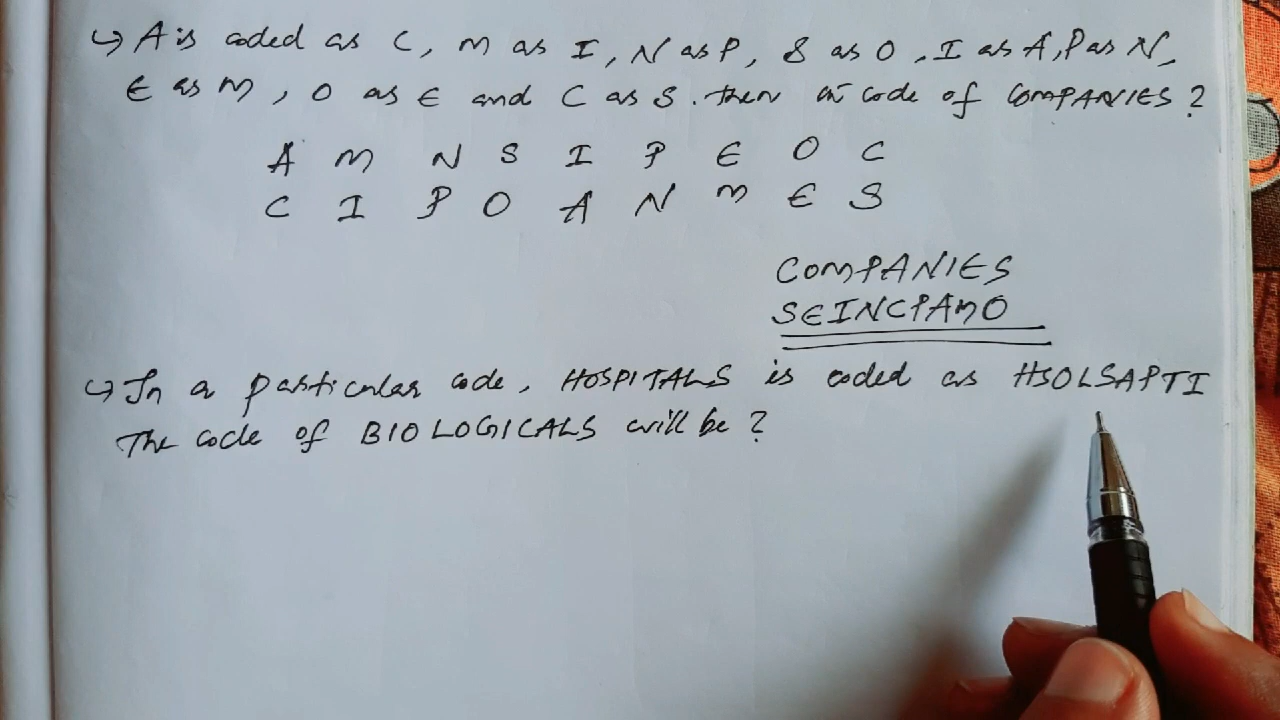 ↳ A is coded as C, M as I, N as P, S as O, I as A, P as N,
E as M, O as E and C as S. then code of COMPANIES ?
A M N S I P E O C
C I P O A N M E S
COMPANIES
SEINCPAMO
↳ In a particular code, HOSPITALS is coded as HSOLSAPTI
The code of BIOLOGICALS will be ?